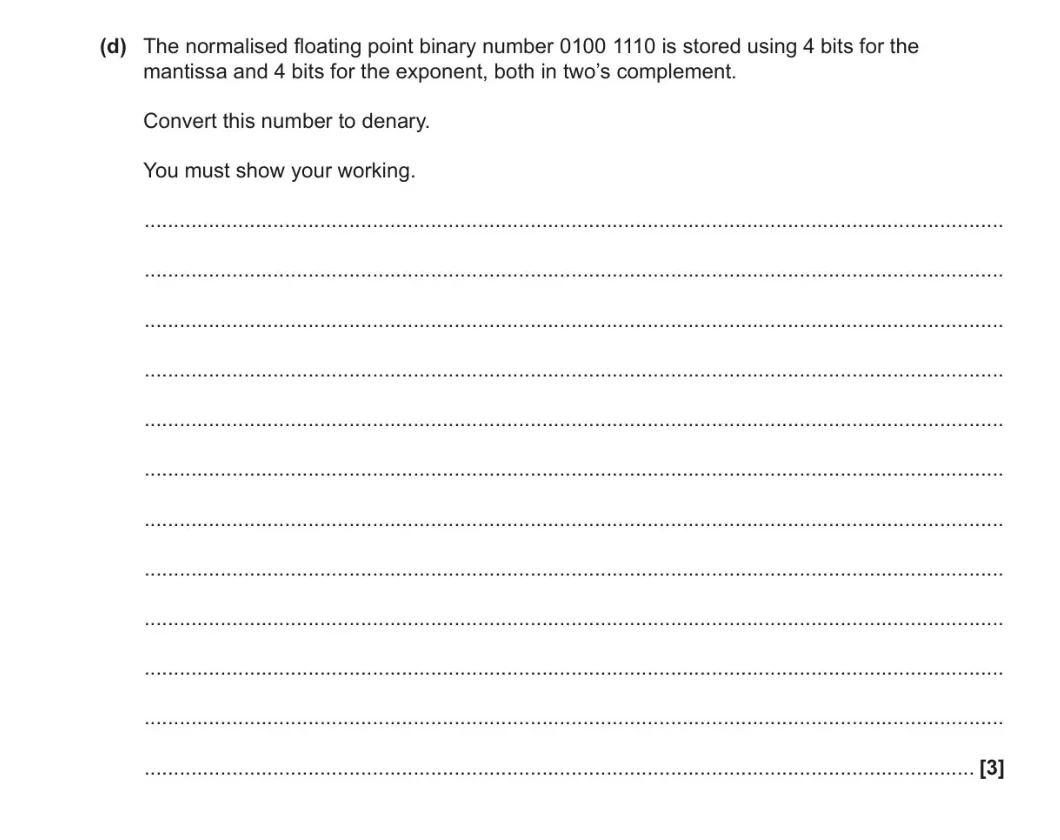 (d) The normalised floating point binary number 0100 1110 is stored using 4 bits for the
mantissa and 4 bits for the exponent, both in two’s complement.
Convert this number to denary.
You must show your working.
[3]